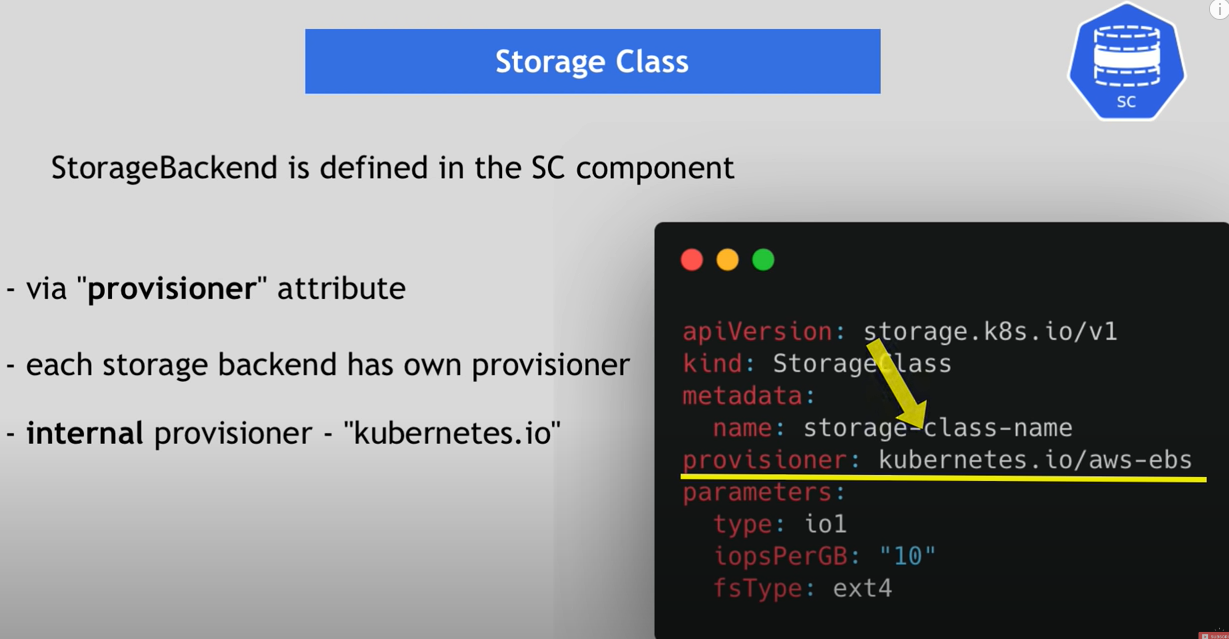 Storage Class
SC
StorageBackend is defined in the SC component
- via "provisioner" attribute
- each storage backend has own provisioner
- internal provisioner - "kubernetes.io"
apiVersion: storage.k8s.io/v1
kind: StorageClass
metadata:
  name: storage-class-name
provisioner: kubernetes.io/aws-ebs
parameters:
  type: io1
  iopsPerGB: "10"
  fsType: ext4